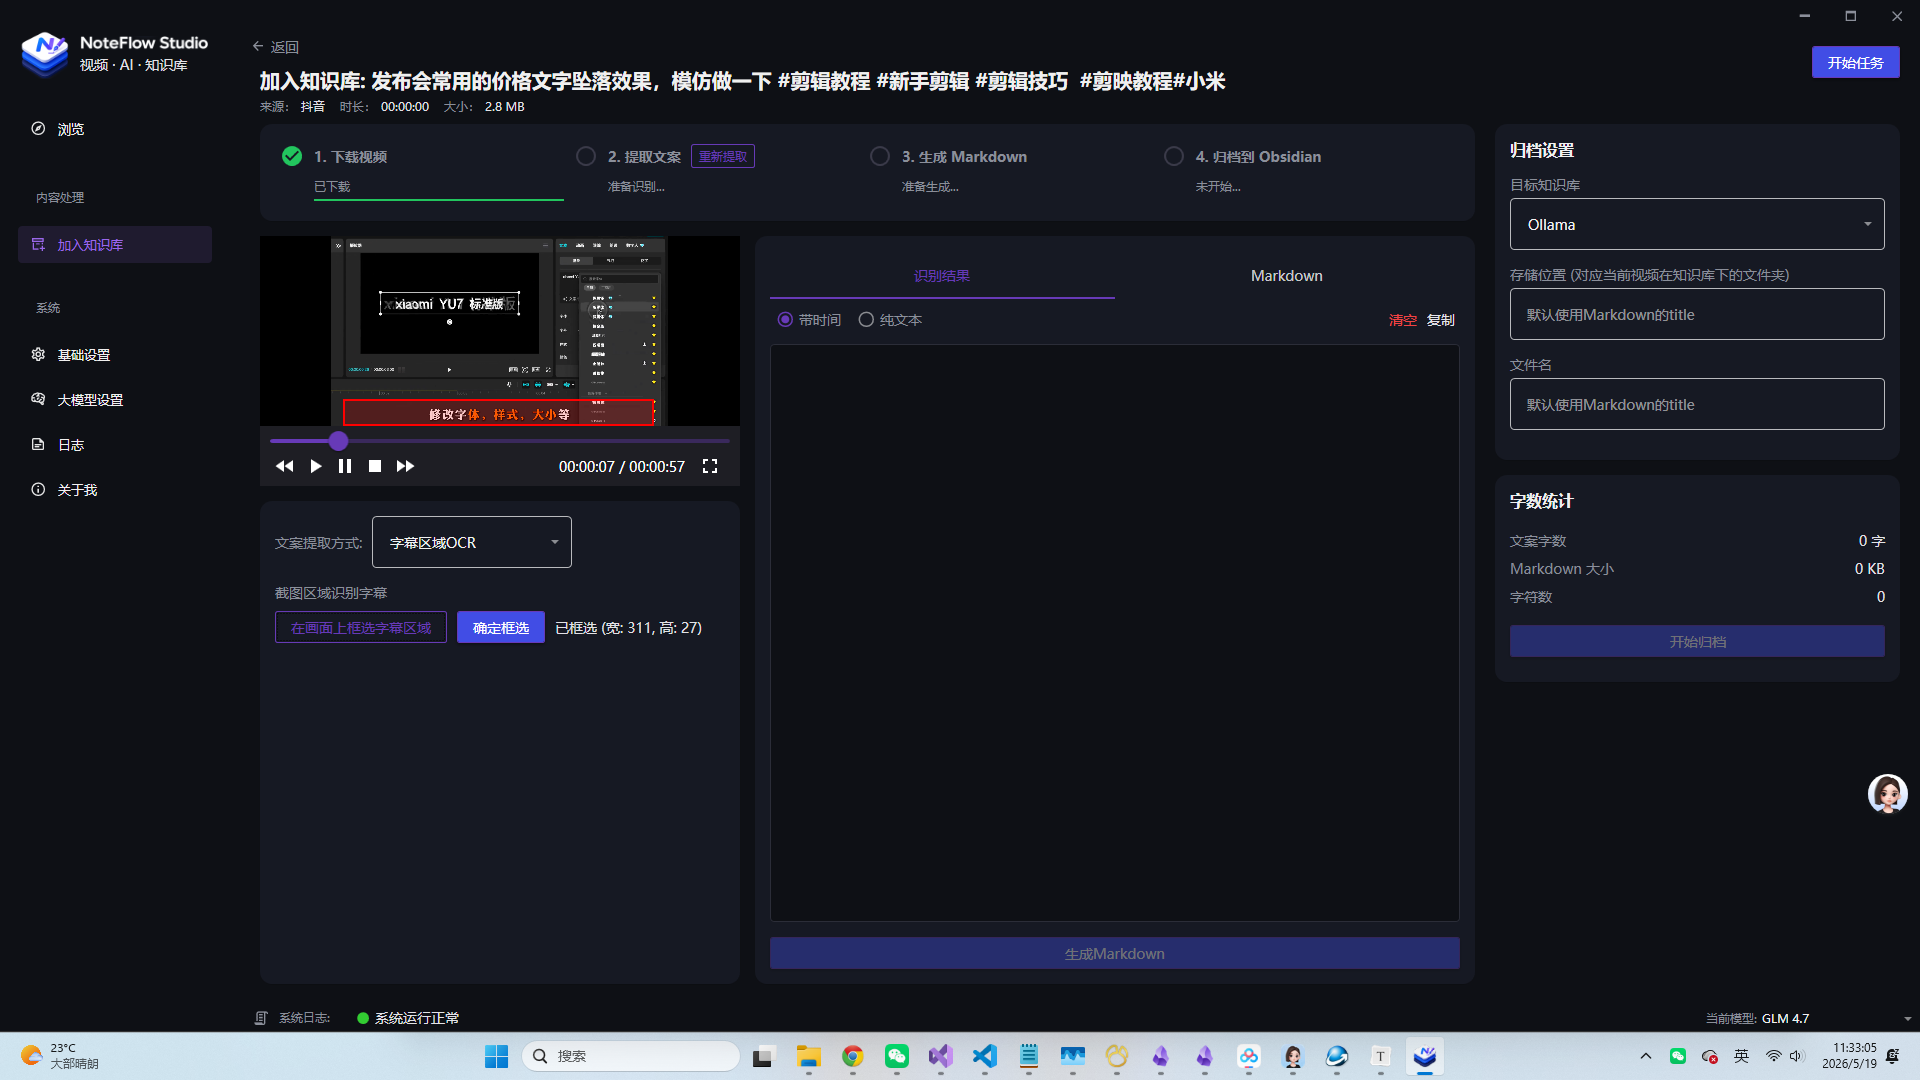 NoteFlow Studio
视频 · AI · 知识库
浏览
内容处理
加入知识库
系统
基础设置
大模型设置
日志
关于我
返回
加入知识库: 发布会常用的价格文字坠落效果，模仿做一下 #剪辑教程 #新手剪辑 #剪辑技巧 #剪映教程#小米
来源: 抖音 时长: 00:00:00 大小: 2.8 MB
开始任务
1. 下载视频
已下载
2. 提取文案 重新提取
准备识别...
3. 生成 Markdown
准备生成...
4. 归档到 Obsidian
未开始...
xiaomi YU7 标准版
修改字体，样式，大小等
00:00:07 / 00:00:57
文案提取方式: 字幕区域OCR
截图区域识别字幕
在画面上框选字幕区域 确定框选 已框选 (宽: 311, 高: 27)
识别结果 Markdown
带时间 纯文本 清空 复制
生成Markdown
归档设置
目标知识库
Ollama
存储位置 (对应当前视频在知识库下的文件夹)
默认使用Markdown的title
文件名
默认使用Markdown的title
字数统计
文案字数 0 字
Markdown 大小 0 KB
字符数 0
开始归档
系统日志: 系统运行正常
当前模型: GLM 4.7
23°C
大部晴朗
搜索
英
11:33:05
2026/5/19